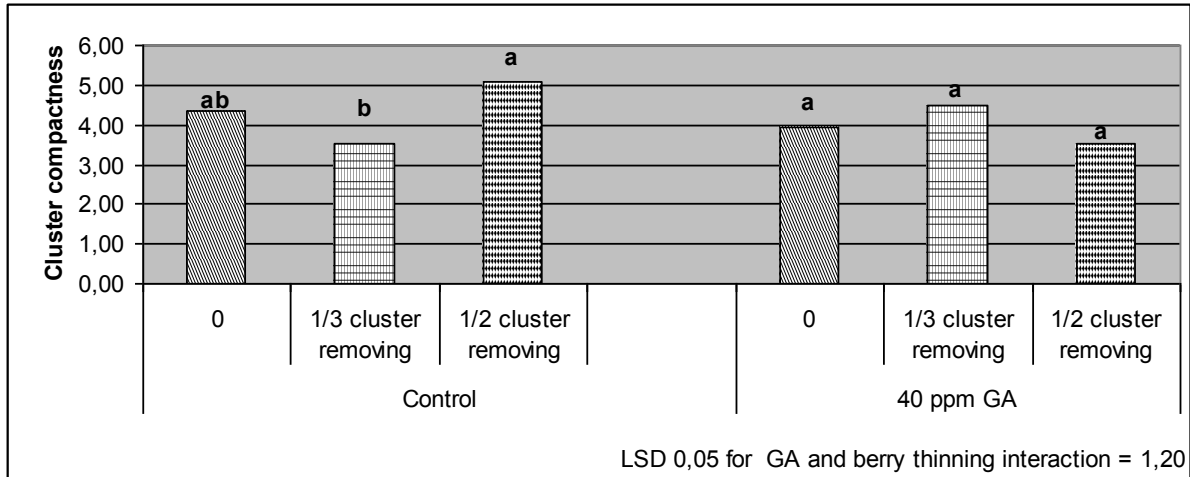 Cluster compactness
6,00
5,00
4,00
3,00
2,00
1,00
0,00
ab
b
a
a
a
a
0
1/3 cluster
removing
1/2 cluster
removing
0
1/3 cluster
removing
1/2 cluster
removing
Control
40 ppm GA
LSD 0,05 for GA and berry thinning interaction = 1,20